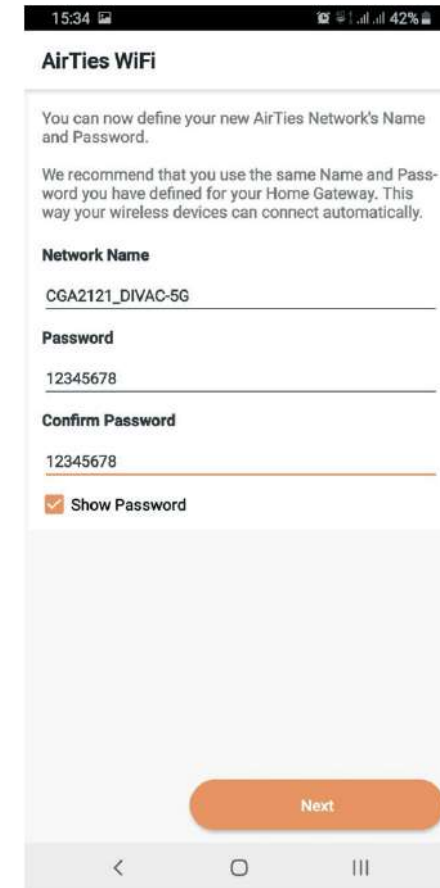 15:34 42%
AirTies WiFi
You can now define your new AirTies Network's Name
and Password.
We recommend that you use the same Name and Pass-
word you have defined for your Home Gateway. This
way your wireless devices can connect automatically.
Network Name
CGA2121_DIVAC-5G
Password
12345678
Confirm Password
12345678
Show Password
Next